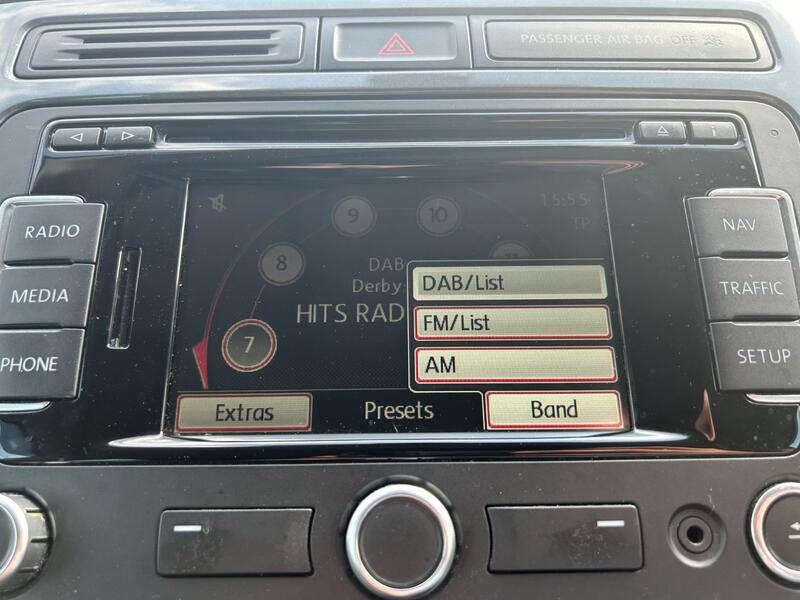 PASSENGER AIR BAG OFF
RADIO
MEDIA
PHONE
NAV
TRAFFIC
SETUP
i
15:55
TP
9
10
8
7
DAB
Derby
HITS RAD
DAB/List
FM/List
AM
Extras
Presets
Band